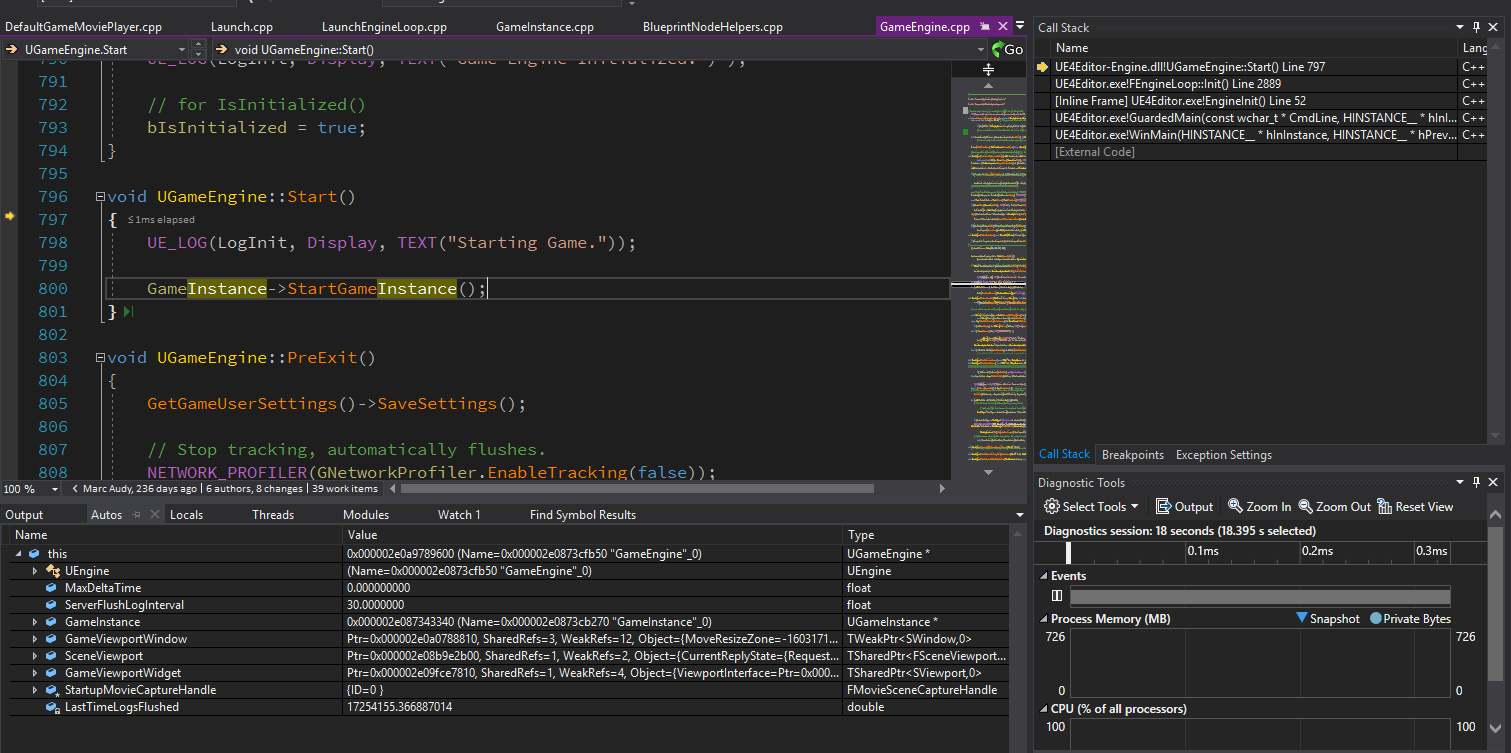 DefaultGameMoviePlayer.cpp Launch.cpp LaunchEngineLoop.cpp GameInstance.cpp BlueprintNodeHelpers.cpp GameEngine.cpp
UGameEngine.Start void UGameEngine::Start() Go
790 UE_LOG(LogInit, Display, TEXT("Game Engine Initialized."));
791
792 // for IsInitialized()
793 bIsInitialized = true;
794 }
795
796 void UGameEngine::Start()
797 { ≤1ms elapsed
798 UE_LOG(LogInit, Display, TEXT("Starting Game."));
799
800 GameInstance->StartGameInstance();
801 }
802
803 void UGameEngine::PreExit()
804 {
805 GetGameUserSettings()->SaveSettings();
806
807 // Stop tracking, automatically flushes.
808 NETWORK_PROFILER(GNetworkProfiler.EnableTracking(false));
100 % Marc Audy, 236 days ago | 6 authors, 8 changes | 39 work items
Output Autos Locals Threads Modules Watch 1 Find Symbol Results
Name Value Type
this 0x000002e0a9789600 (Name=0x000002e0873cfb50 "GameEngine"_0) UGameEngine *
UEngine (Name=0x000002e0873cfb50 "GameEngine"_0) UEngine
MaxDeltaTime 0.000000000 float
ServerFlushLogInterval 30.0000000 float
GameInstance 0x000002e087343340 (Name=0x000002e0873cb270 "GameInstance"_0) UGameInstance *
GameViewportWindow Ptr=0x000002e0a0788810, SharedRefs=3, WeakRefs=12, Object={MoveResizeZone=-1603171... TWeakPtr<SWindow,0>
SceneViewport Ptr=0x000002e08b9e2b00, SharedRefs=1, WeakRefs=2, Object={CurrentReplyState={Request... TSharedPtr<FSceneViewport...
GameViewportWidget Ptr=0x000002e09fce7810, SharedRefs=1, WeakRefs=4, Object={ViewportInterface=Ptr=0x000... TSharedPtr<SViewport,0>
StartupMovieCaptureHandle {ID=0 } FMovieSceneCaptureHandle
LastTimeLogsFlushed 17254155.366887014 double
Call Stack
Name Lang
UE4Editor-Engine.dll!UGameEngine::Start() Line 797 C++
UE4Editor.exe!FEngineLoop::Init() Line 2889 C++
[Inline Frame] UE4Editor.exe!EngineInit() Line 52 C++
UE4Editor.exe!GuardedMain(const wchar_t * CmdLine, HINSTANCE__ * hInI... C++
UE4Editor.exe!WinMain(HINSTANCE__ * hInInstance, HINSTANCE__ * hPrev... C++
[External Code]
Call Stack Breakpoints Exception Settings
Diagnostic Tools
Select Tools Output Zoom In Zoom Out Reset View
Diagnostics session: 18 seconds (18.395 s selected)
0.1ms 0.2ms 0.3ms
Events
Process Memory (MB) Snapshot Private Bytes
726 726
0 0
CPU (% of all processors)
100 100